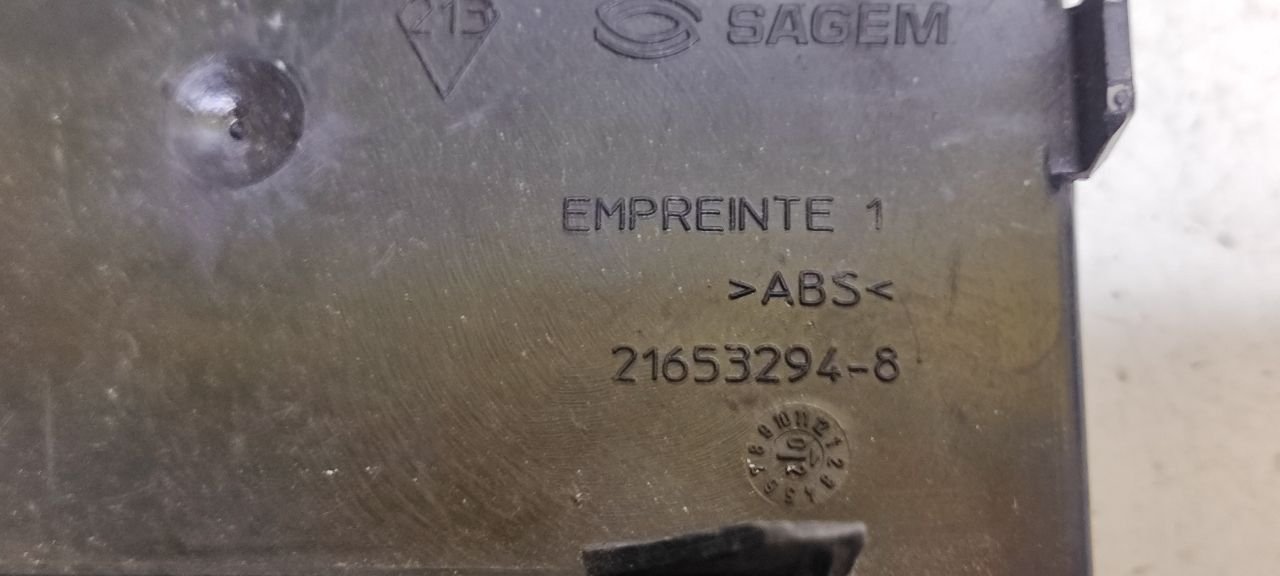 213 SAGEM
EMPREINTE 1
>ABS<
21653294-8